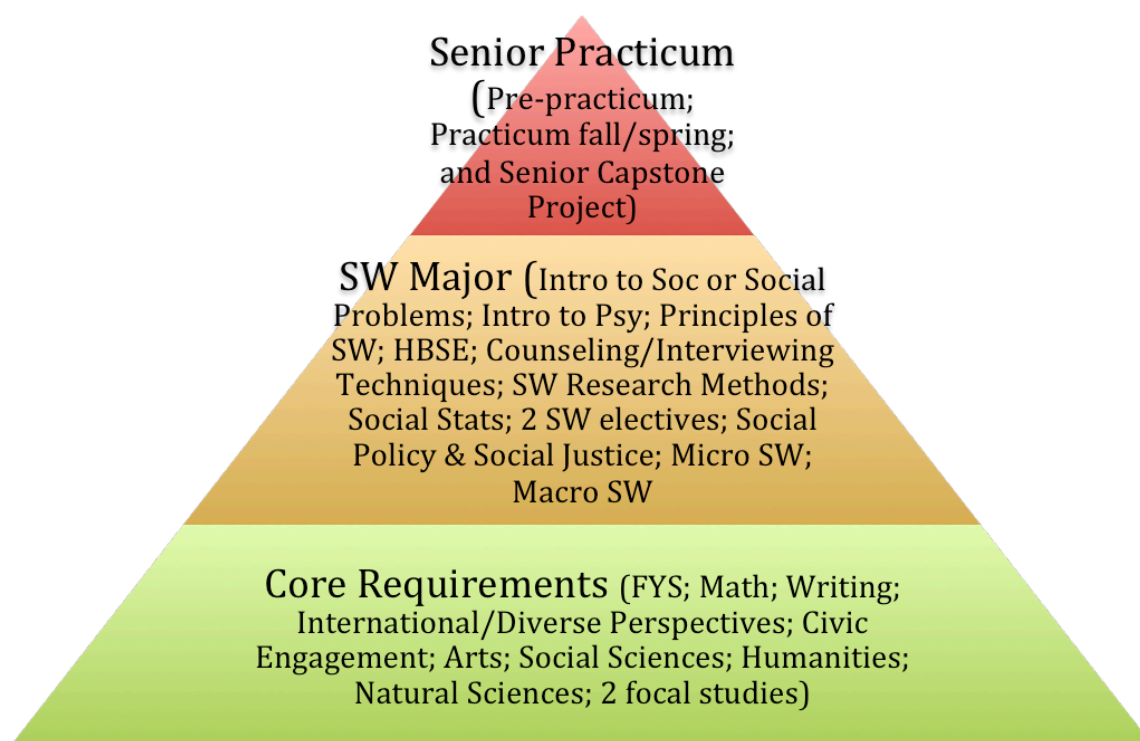 Senior Practicum
(Pre-practicum;
Practicum fall/spring;
and Senior Capstone
Project)
SW Major (Intro to Soc or Social
Problems; Intro to Psy; Principles of
SW; HBSE; Counseling/Interviewing
Techniques; SW Research Methods;
Social Stats; 2 SW electives; Social
Policy & Social Justice; Micro SW;
Macro SW
Core Requirements (FYS; Math; Writing;
International/Diverse Perspectives; Civic
Engagement; Arts; Social Sciences; Humanities;
Natural Sciences; 2 focal studies)